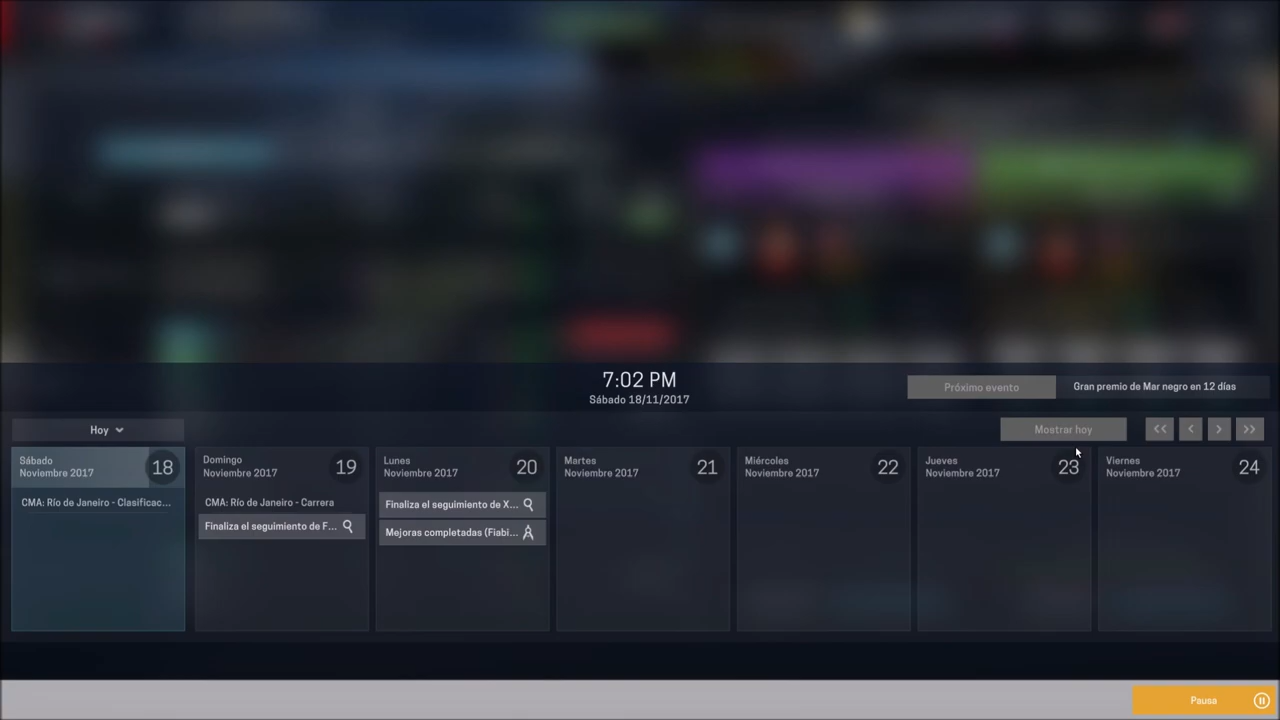 7:02 PM
Sábado 18/11/2017
Próximo evento
Gran premio de Mar negro en 12 días
Hoy
Mostrar hoy
Sábado
Noviembre 2017
18
CMA: Río de Janeiro - Clasificac...
Domingo
Noviembre 2017
19
CMA: Río de Janeiro - Carrera
Finaliza el seguimiento de F...
Lunes
Noviembre 2017
20
Finaliza el seguimiento de X...
Mejoras completadas (Fiabi...
Martes
Noviembre 2017
21
Miércoles
Noviembre 2017
22
Jueves
Noviembre 2017
23
Viernes
Noviembre 2017
24
Pausa